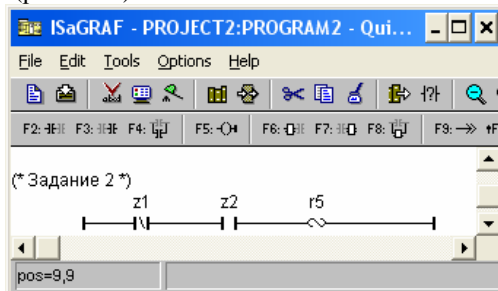 ISaGRAF - PROJECT2:PROGRAM2 - Qui...
File Edit Tools Options Help
F2: F3: F4: F5: F6: F7: F8: F9:
(* Задание 2 *)
z1 z2 r5
pos=9,9